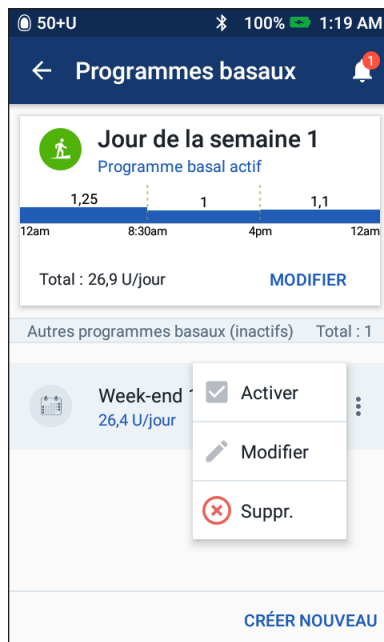 50+U 100% 1:19 AM
Programmes basaux 1
Jour de la semaine 1
Programme basal actif
1,25 1 1,1
12am 8:30am 4pm 12am
Total : 26,9 U/jour MODIFIER
Autres programmes basaux (inactifs) Total : 1
Week-end
26,4 U/jour
Activer
Modifier
Suppr.
CRÉER NOUVEAU